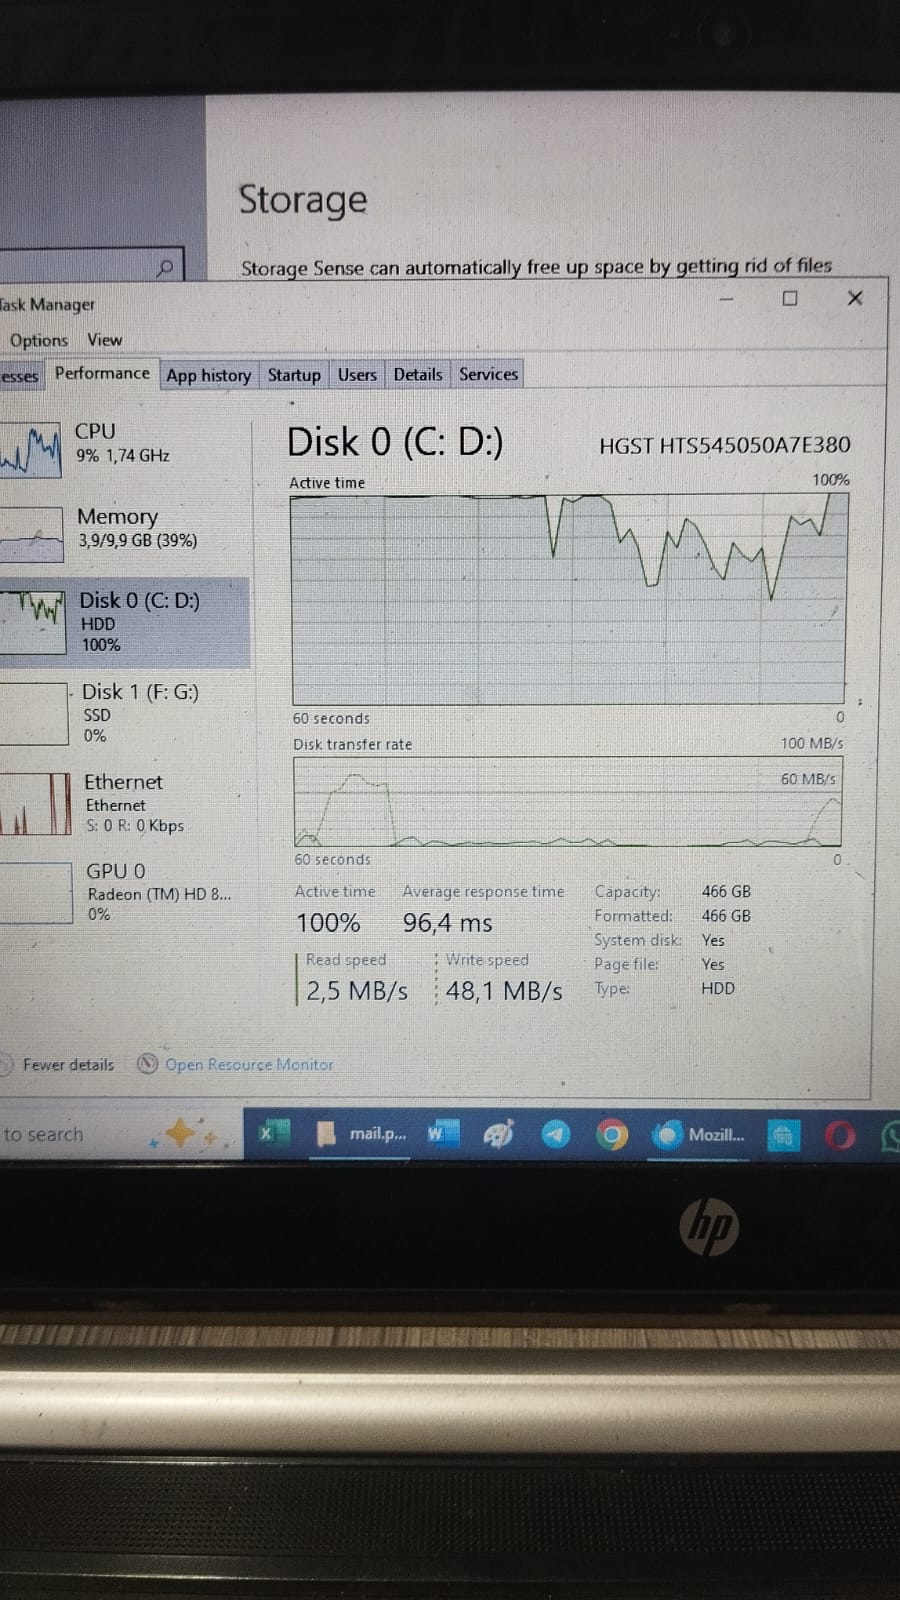 Storage
Storage Sense can automatically free up space by getting rid of files
Task Manager
Options View
esses Performance App history Startup Users Details Services
CPU
9% 1,74 GHz
Memory
3,9/9,9 GB (39%)
Disk 0 (C: D:)
HDD
100%
Disk 1 (F: G:)
SSD
0%
Ethernet
Ethernet
S: 0 R: 0 Kbps
GPU 0
Radeon (TM) HD 8...
0%
Disk 0 (C: D:) HGST HTS545050A7E380
Active time 100%
60 seconds 0
Disk transfer rate 100 MB/s
60 MB/s
60 seconds 0
Active time Average response time
100% 96,4 ms
Read speed Write speed
2,5 MB/s 48,1 MB/s
Capacity: 466 GB
Formatted: 466 GB
System disk: Yes
Page file: Yes
Type: HDD
Fewer details Open Resource Monitor
to search
mail.p...
Mozill...
hp